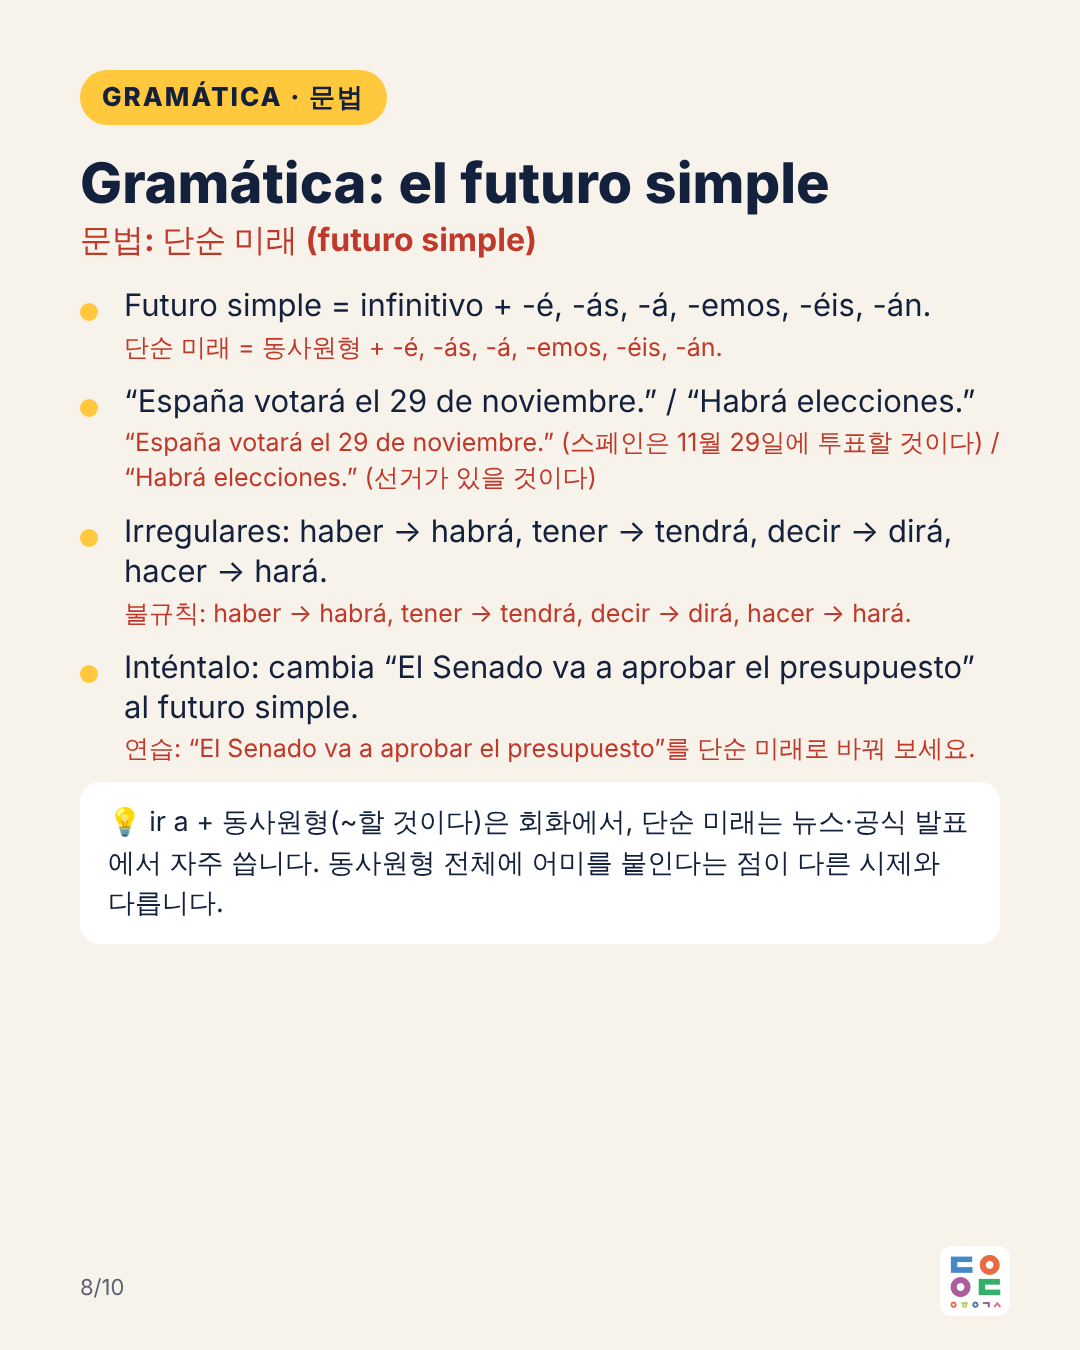 GRAMÁTICA · 문법
Gramática: el futuro simple
문법: 단순 미래 (futuro simple)
Futuro simple = infinitivo + -é, -ás, -á, -emos, -éis, -án.
단순 미래 = 동사원형 + -é, -ás, -á, -emos, -éis, -án.
“España votará el 29 de noviembre.” / “Habrá elecciones.”
“España votará el 29 de noviembre.” (스페인은 11월 29일에 투표할 것이다) /
“Habrá elecciones.” (선거가 있을 것이다)
Irregulares: haber → habrá, tener → tendrá, decir → dirá,
hacer → hará.
불규칙: haber → habrá, tener → tendrá, decir → dirá, hacer → hará.
Inténtalo: cambia “El Senado va a aprobar el presupuesto”
al futuro simple.
연습: “El Senado va a aprobar el presupuesto”를 단순 미래로 바꿔 보세요.
💡 ir a + 동사원형(~할 것이다)은 회화에서, 단순 미래는 뉴스·공식 발표
에서 자주 씁니다. 동사원형 전체에 어미를 붙인다는 점이 다른 시제와
다릅니다.
8/10